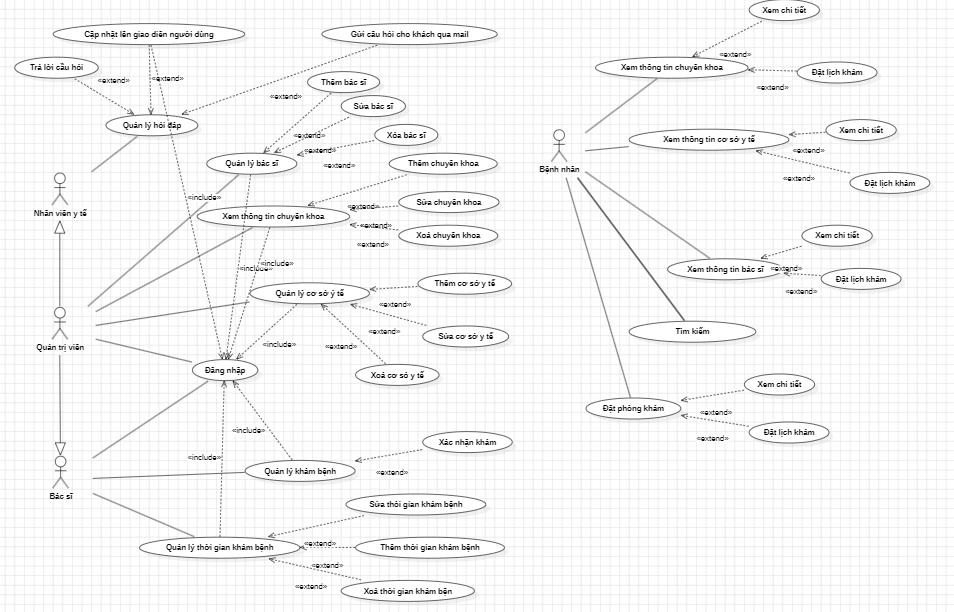 Xem chi tiết
Cập nhật lên giao diện người dùng
Gửi câu hỏi cho khách qua mail
«extend»
Trả lời câu hỏi
«extend»
«extend»
Xem thông tin chuyên khoa
Đặt lịch khám
Thêm bác sĩ
«extend»
«extend»
Sửa bác sĩ
Quản lý hỏi đáp
«extend»
Xóa bác sĩ
Xem chi tiết
Xem thông tin cơ sở y tế
«extend»
«extend»
Quản lý bác sĩ
«extend»
Thêm chuyên khoa
Bệnh nhân
«extend»
Đặt lịch khám
«include»
Sửa chuyên khoa
Nhân viên y tế
Xem thông tin chuyên khoa
«extend»
«extend»
Xoá chuyên khoa
Xem chi tiết
«extend»
«include»
«include»
Xem thông tin bác sĩ
«extend»
Đặt lịch khám
Thêm cơ sở y tế
Quản lý cơ sở y tế
«extend»
«extend»
«extend»
Sửa cơ sở y tế
Tìm kiếm
Quản trị viên
«include»
«extend»
Đăng nhập
Xoá cơ sở y tế
Xem chi tiết
Đặt phòng khám
«extend»
«include»
Đặt lịch khám
«extend»
Xác nhận khám
«include»
Quản lý khám bệnh
«extend»
Bác sĩ
Sửa thời gian khám bệnh
Quản lý thời gian khám bệnh
«extend»
Thêm thời gian khám bệnh
«extend»
«extend»
Xoá thời gian khám bện